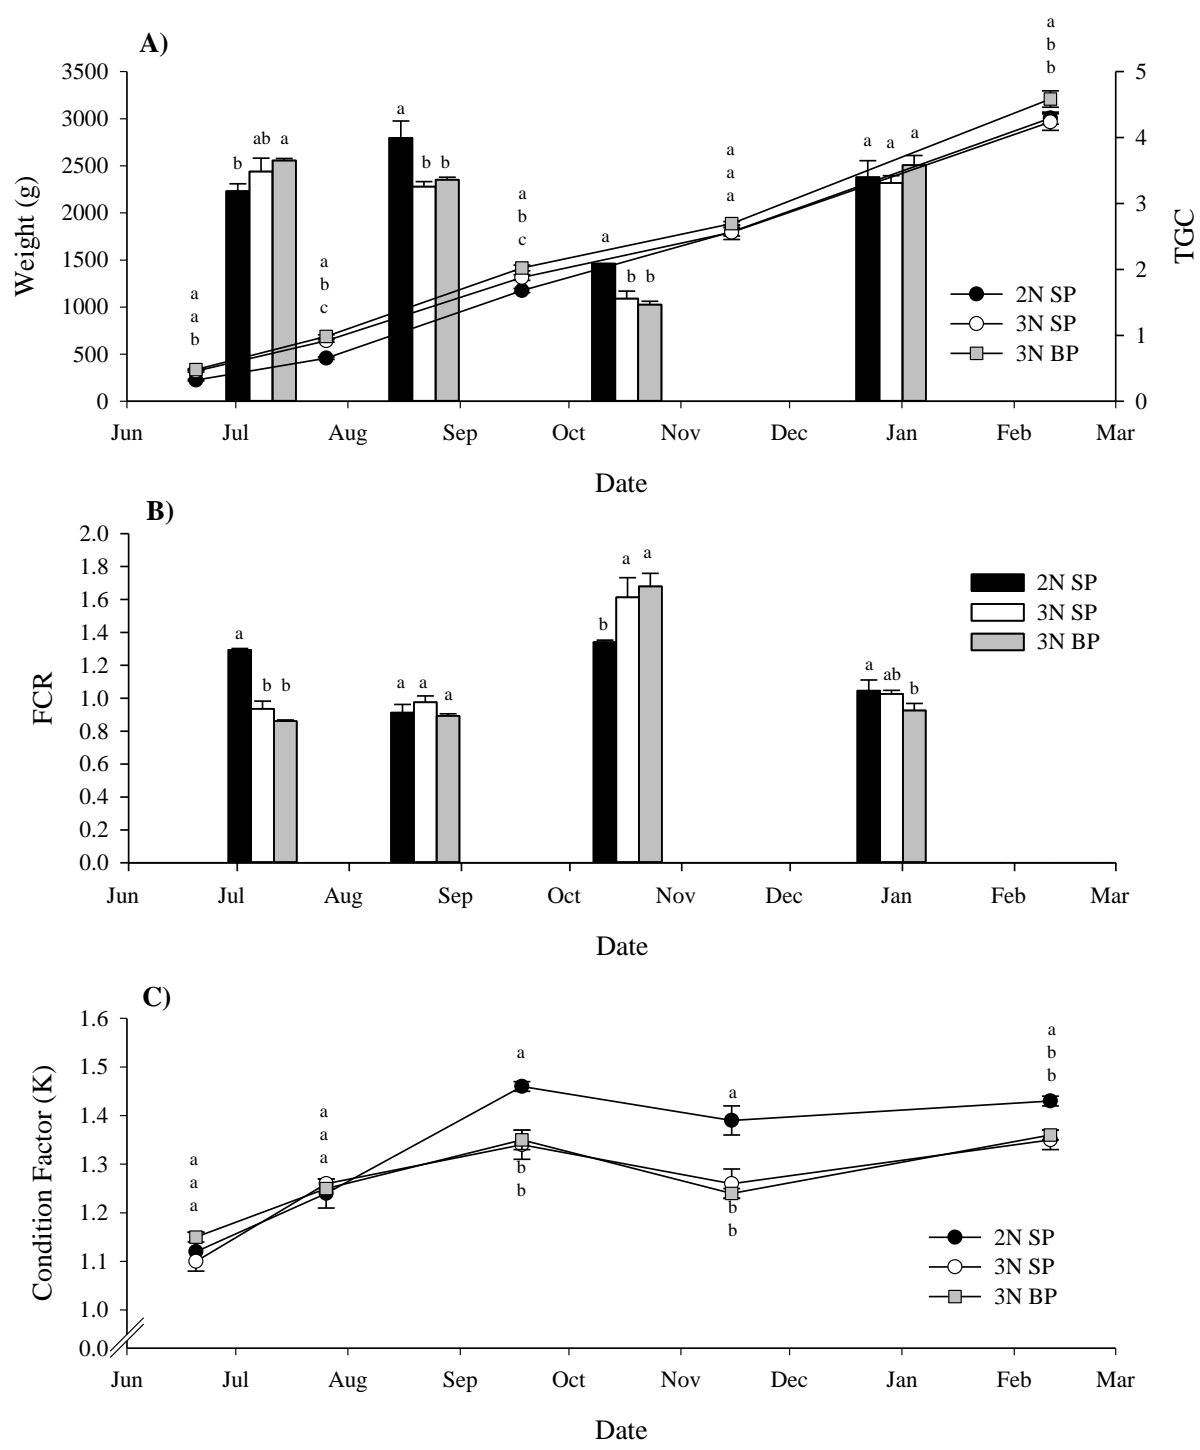 A)
a
b
b
3500
3000
2500
2000
1500
1000
500
0
Weight (g)
5
4
3
2
1
0
TGC
a
a
b
b ab a
a
b
c
a
b b
a
b
c
a
b b
a
a
a
a a a
2N SP
3N SP
3N BP
Jun Jul Aug Sep Oct Nov Dec Jan Feb Mar
Date
B)
2.0
1.8
1.6
1.4
1.2
1.0
0.8
0.6
0.4
0.2
0.0
FCR
a
b b
a a a
b a a
a ab b
2N SP
3N SP
3N BP
Jun Jul Aug Sep Oct Nov Dec Jan Feb Mar
Date
C)
1.6
1.5
1.4
1.3
1.2
1.1
1.0
0.0
Condition Factor (K)
a
a
a
a
a
a
a
b
b
a
b
b
a
b
b
2N SP
3N SP
3N BP
Jun Jul Aug Sep Oct Nov Dec Jan Feb Mar
Date